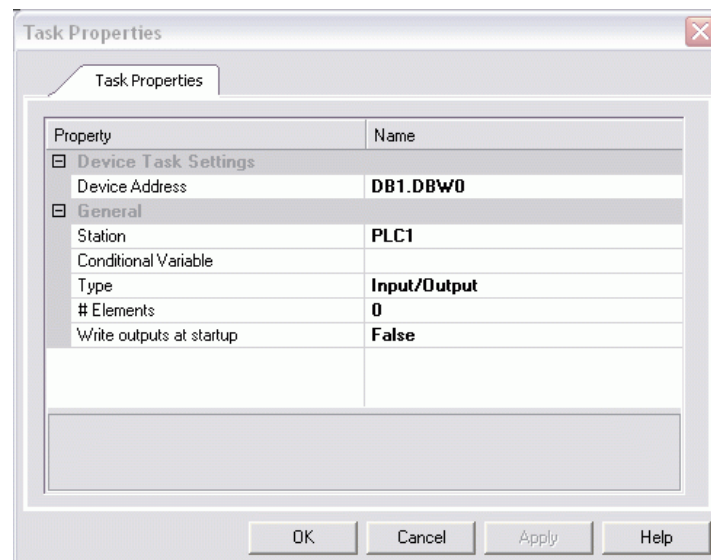 Task Properties
Task Properties
Property Name
Device Task Settings
Device Address DB1.DBW0
General
Station PLC1
Conditional Variable
Type Input/Output
# Elements 0
Write outputs at startup False
OK Cancel Apply Help